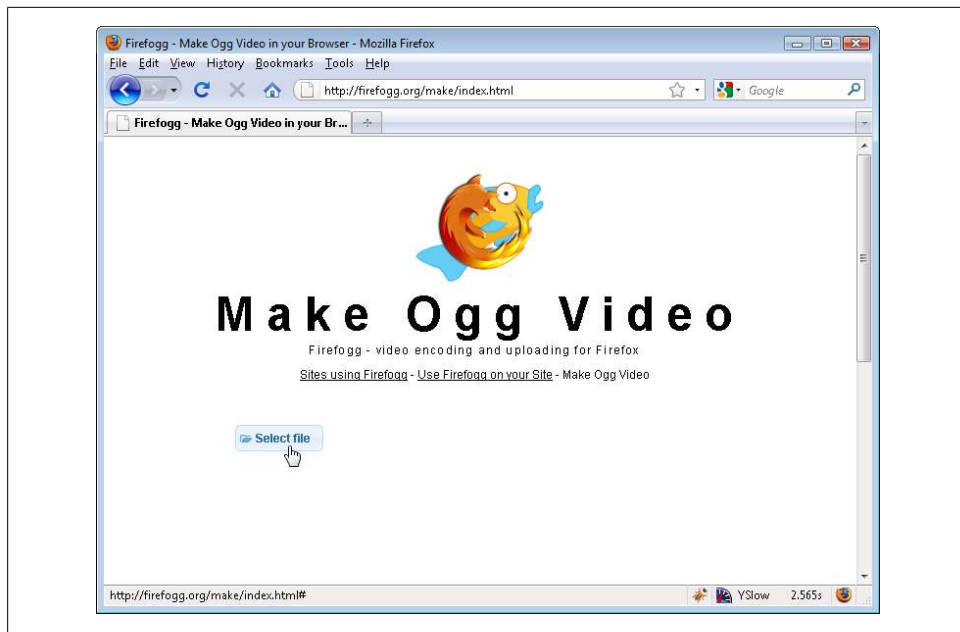 Firefogg - Make Ogg Video in your Browser - Mozilla Firefox
File Edit View History Bookmarks Tools Help
http://firefogg.org/make/index.html
Google
Firefogg - Make Ogg Video in your Br...
Make Ogg Video
Firefogg - video encoding and uploading for Firefox
Sites using Firefogg - Use Firefogg on your Site - Make Ogg Video
Select file
http://firefogg.org/make/index.html#
YSlow 2.565s